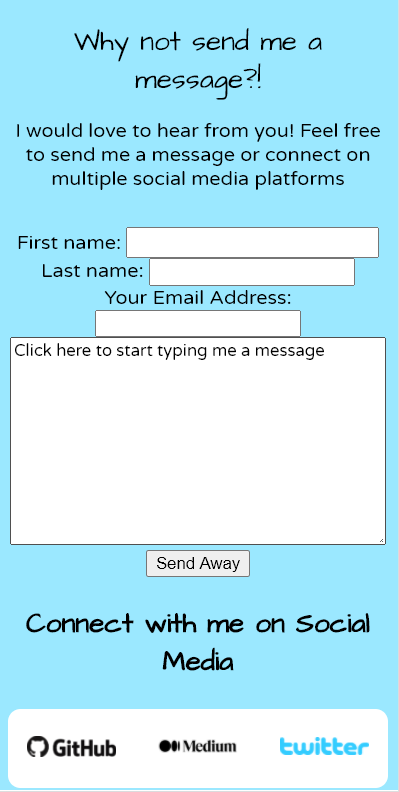 Why not send me a
message?!
I would love to hear from you! Feel free
to send me a message or connect on
multiple social media platforms
First name:
Last name:
Your Email Address:
Click here to start typing me a message
Send Away
Connect with me on Social
Media
GitHub Medium twitter